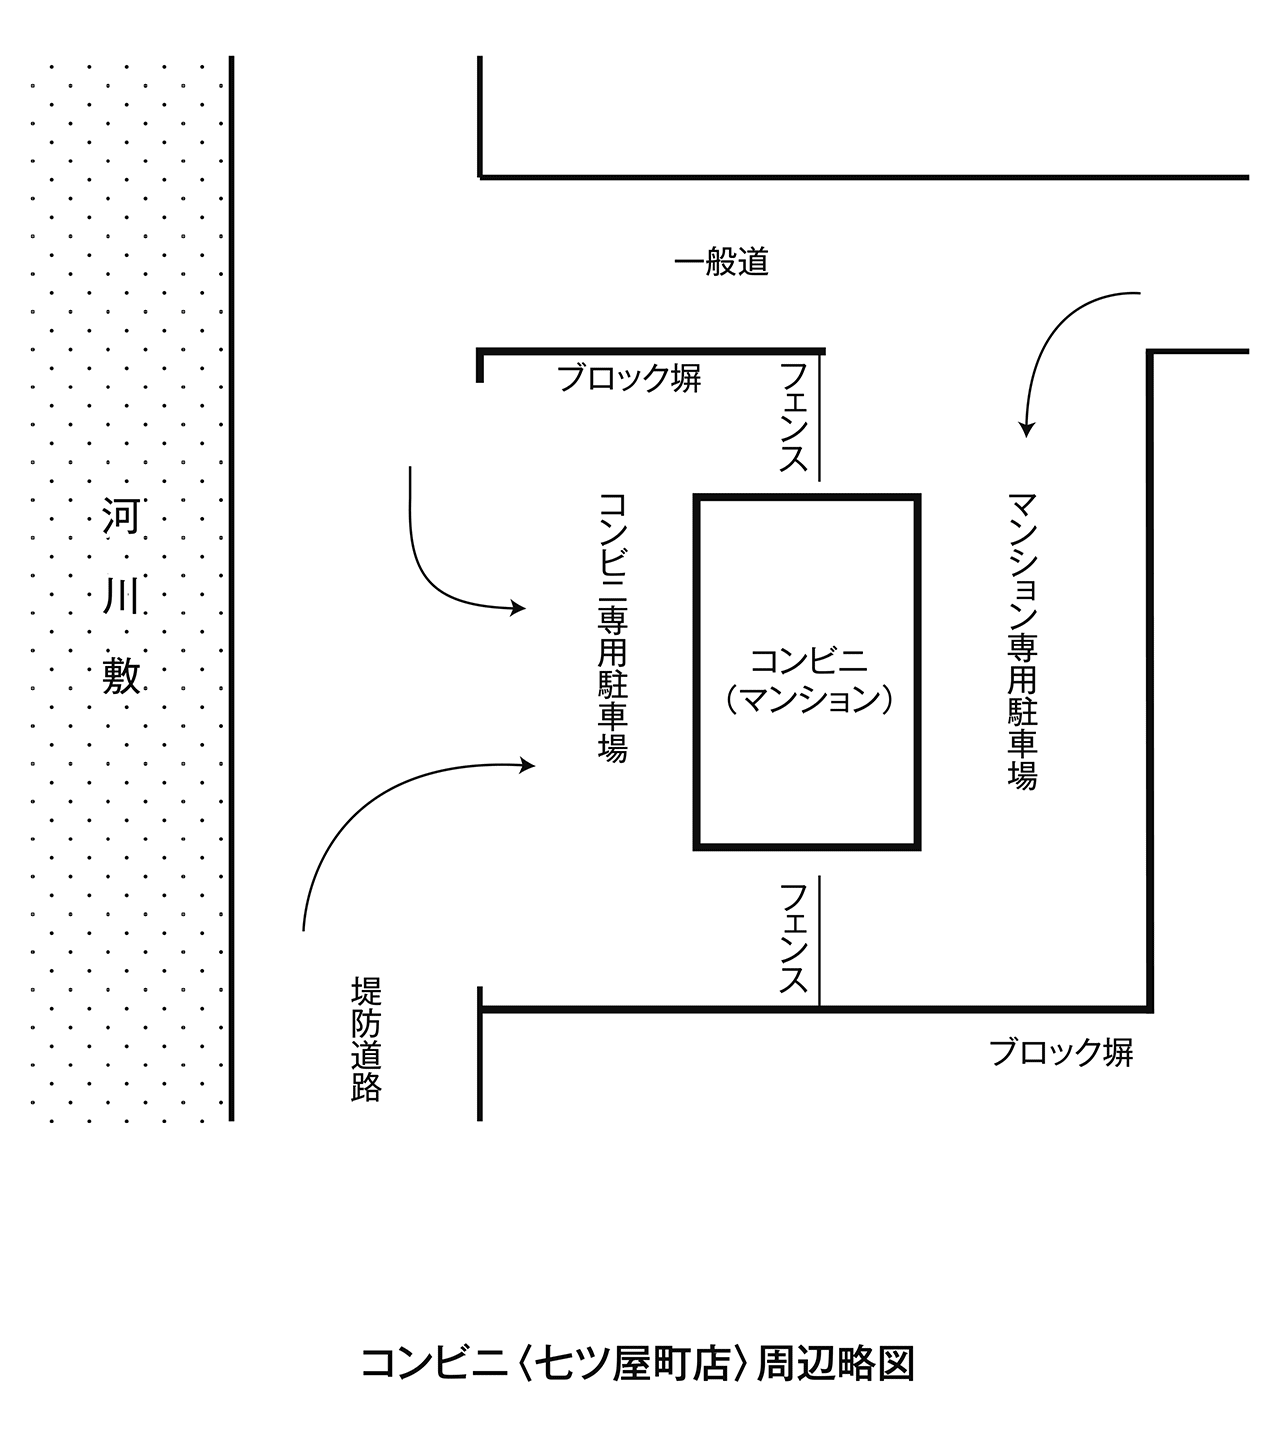 一般道
ブロック塀
フェンス
河川敷
コンビニ専用駐車場
コンビニ
（マンション）
マンション専用駐車場
フェンス
堤防道路
ブロック塀
コンビニ〈七ツ屋町店〉周辺略図